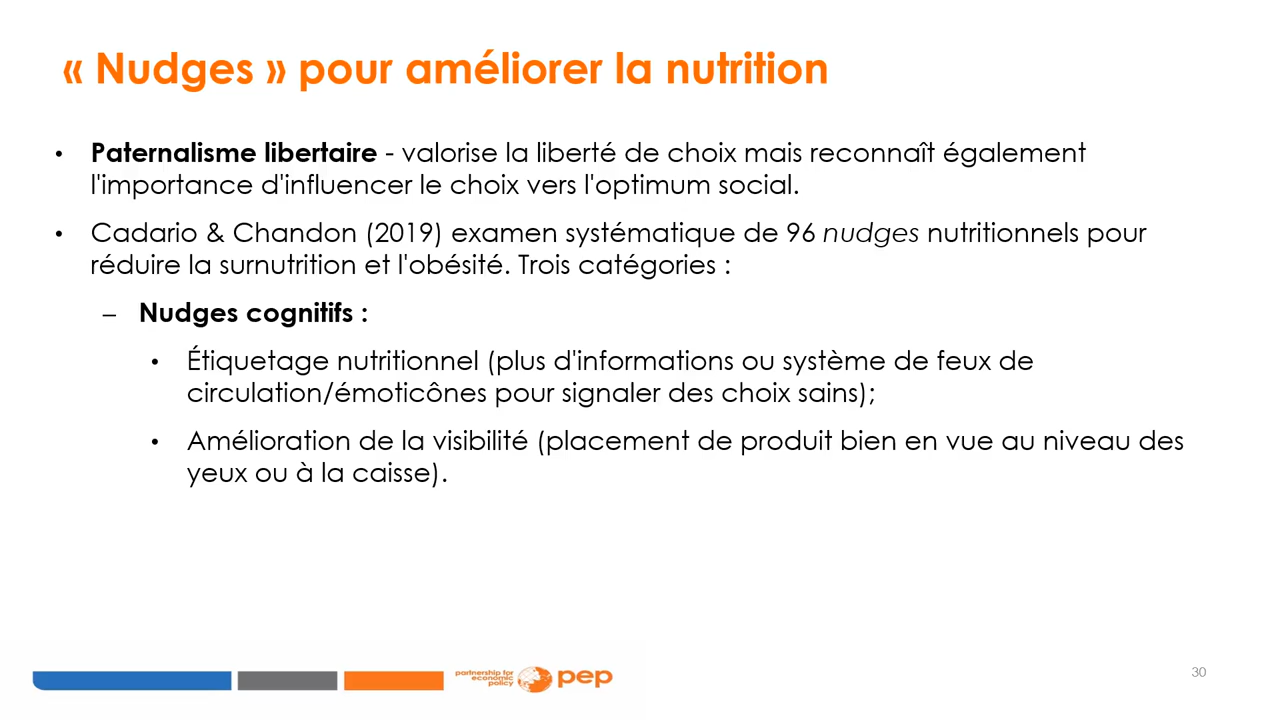 « Nudges » pour améliorer la nutrition
• Paternalisme libertaire - valorise la liberté de choix mais reconnaît également
l'importance d'influencer le choix vers l'optimum social.
• Cadario & Chandon (2019) examen systématique de 96 nudges nutritionnels pour
réduire la surnutrition et l'obésité. Trois catégories :
– Nudges cognitifs :
• Étiquetage nutritionnel (plus d'informations ou système de feux de
circulation/émoticônes pour signaler des choix sains);
• Amélioration de la visibilité (placement de produit bien en vue au niveau des
yeux ou à la caisse).
partnership for
economic
policy
pep
30